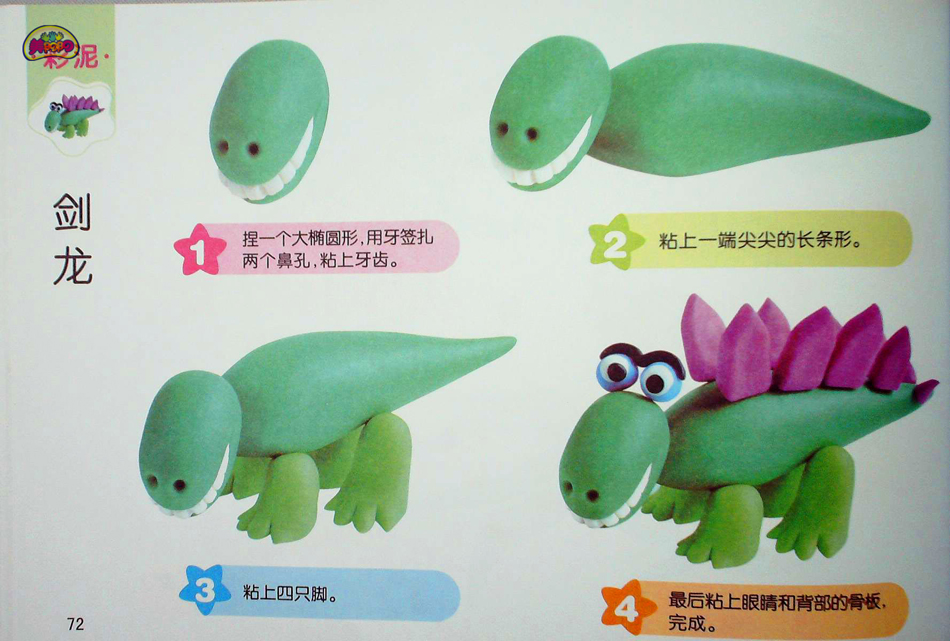 彩泥·
剑
龙
1
捏一个大椭圆形,用牙签扎
两个鼻孔,粘上牙齿。
2
粘上一端尖尖的长条形。
3
粘上四只脚。
4
最后粘上眼睛和背部的骨板,
完成。
72